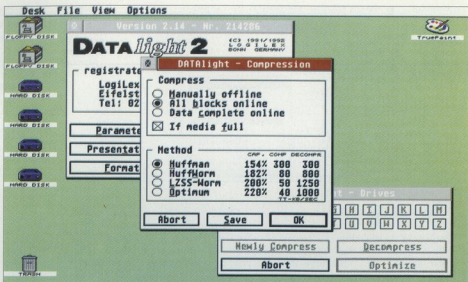 Desk File View Options
FLOPPY DISK
FLOPPY DISK
HARD DISK
HARD DISK
HARD DISK
HARD DISK
TRASH
TruePaint
Version 2.14 - Nr. 214286
DATAlight 2
(C) 1991/1992
LOGILEX
BONN GERMANY
registrate
LogiLex
Eifelst
Tel: 02
Paramete
Presentat
Format
DATAlight - Compression
Compress
Manually offline
All blocks online
Data complete online
If media full
Method
CAP. COMP DECOMPR.
Huffman 154% 300 300
HuffWorm 182% 80 800
LZSS-Worm 200% 50 1250
Optimum 220% 40 1000
TT-KB/SEC
Abort Save OK
t - Drives
G H I J K L M
T U V W X Y Z
Newly Compress Decompress
Abort Optimize